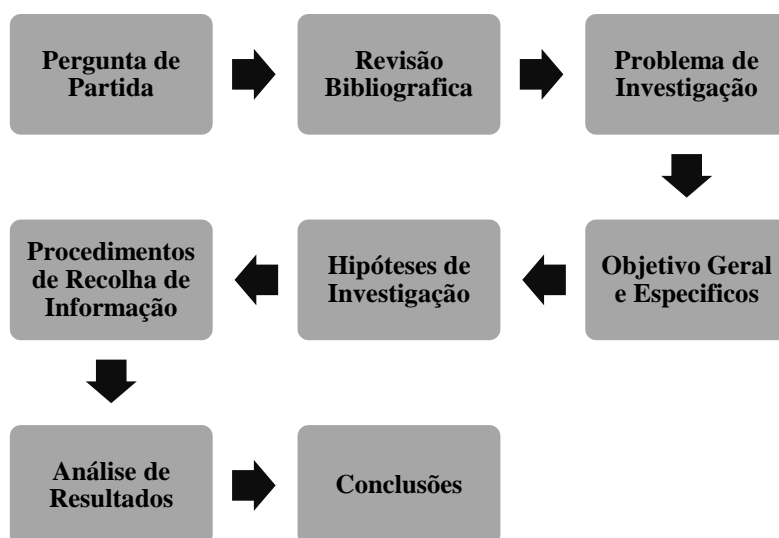 Pergunta de
Partida
Revisão
Bibliografica
Problema de
Investigação
Objetivo Geral
e Especificos
Hipóteses de
Investigação
Procedimentos
de Recolha de
Informação
Análise de
Resultados
Conclusões